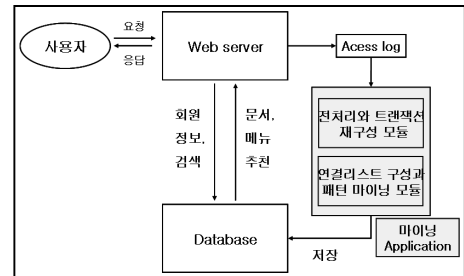 사용자
요청
응답
Web server
Acess log
회원
정보,
검색
문서,
메뉴
추천
전처리와 트랜잭션
재구성 모듈
연결리스트 구성과
패턴 마이닝 모듈
마이닝
Application
Database
저장